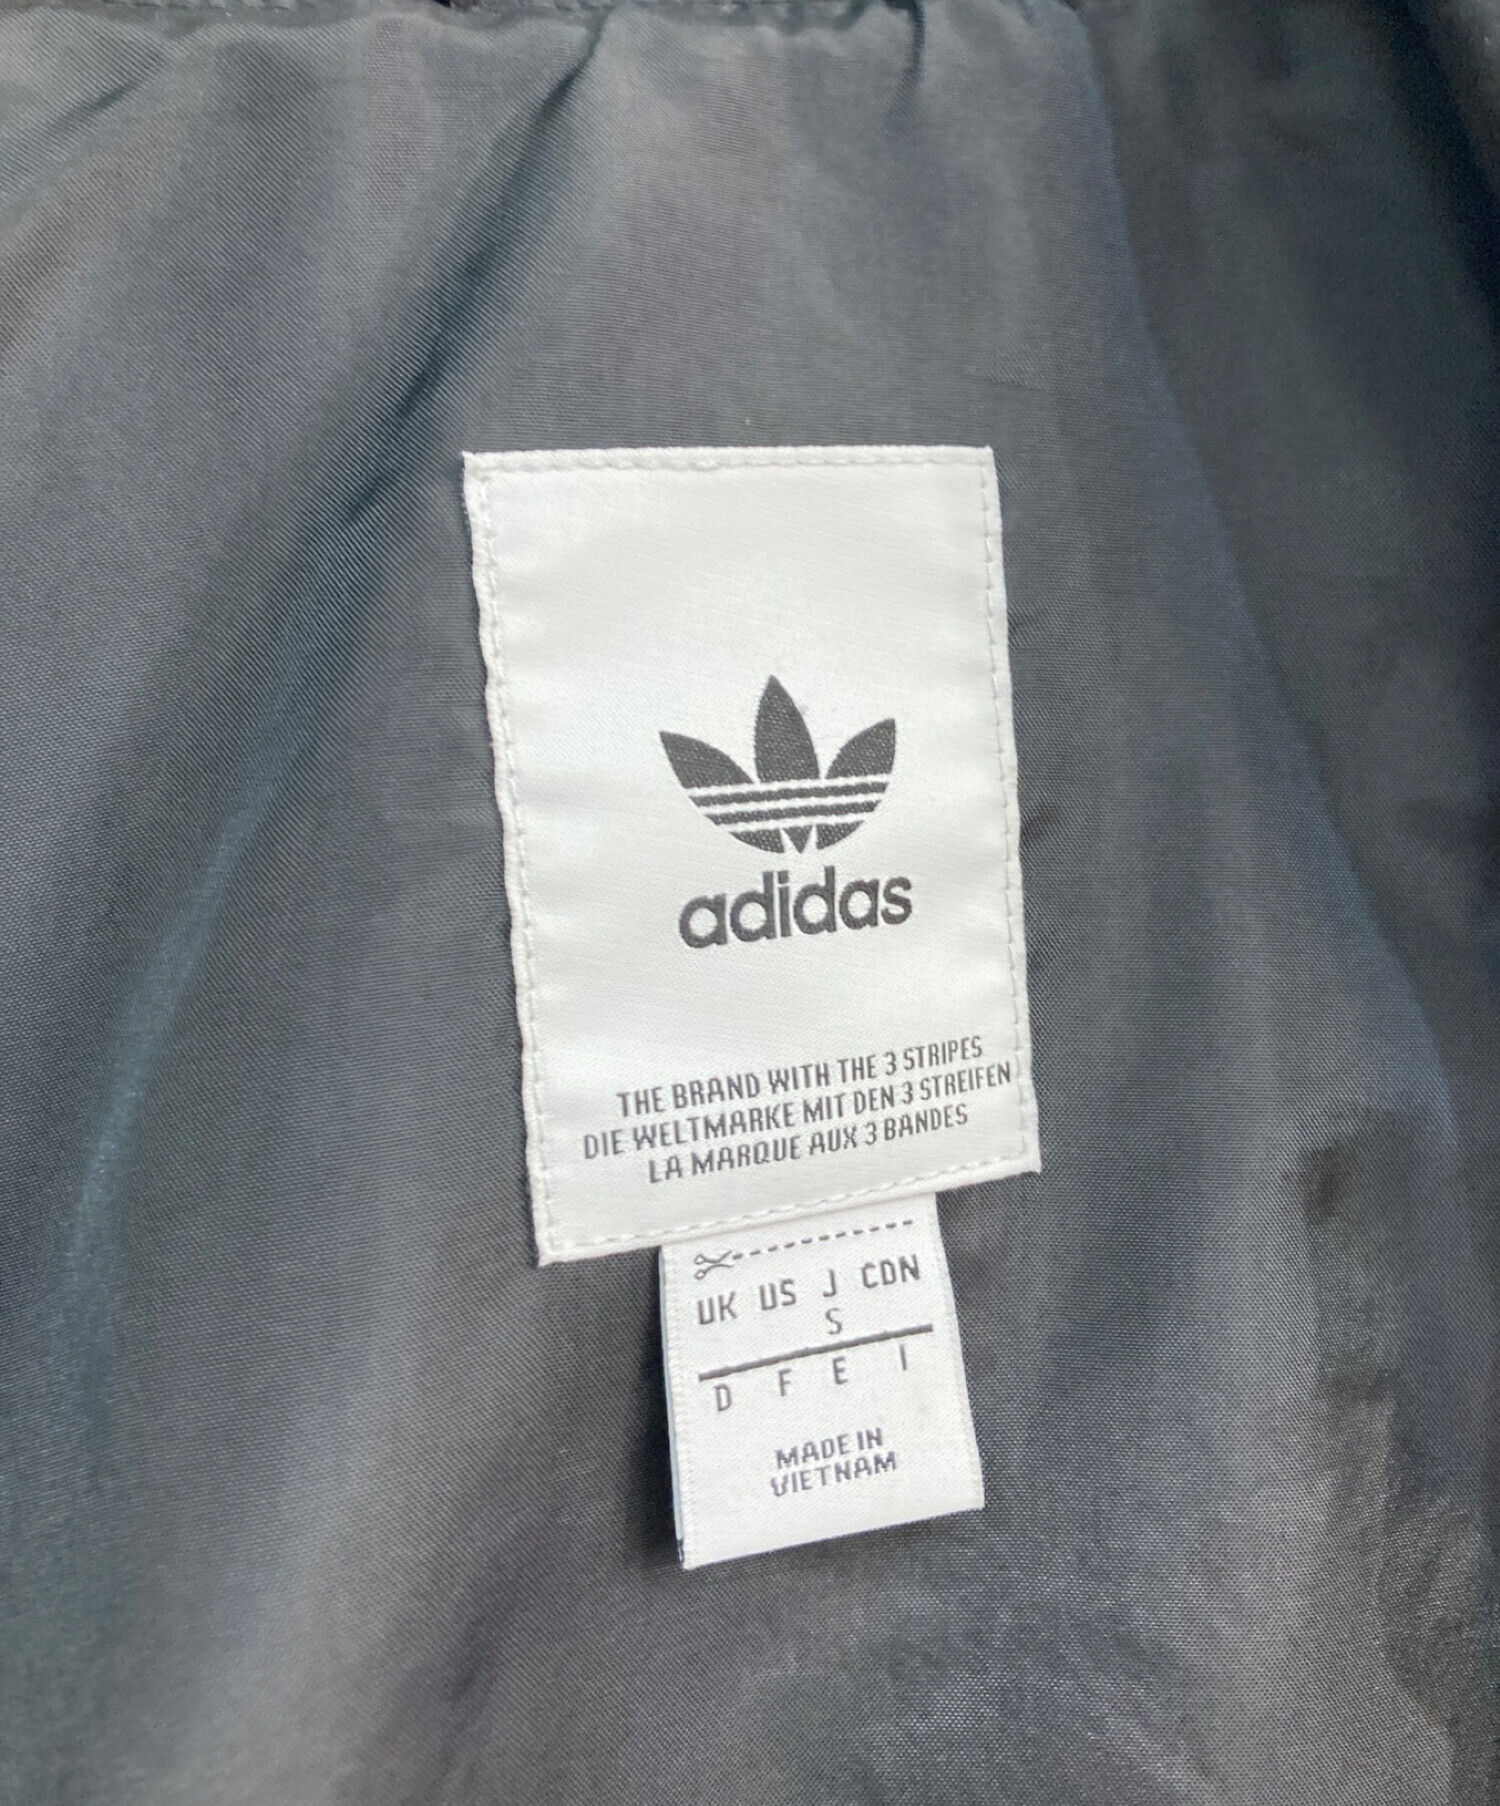 adidas
THE BRAND WITH THE 3 STRIPES
DIE WELTMARKE MIT DEN 3 STREIFEN
LA MARQUE AUX 3 BANDES
UK US J CDN
S
D F E I
MADE IN
VIETNAM